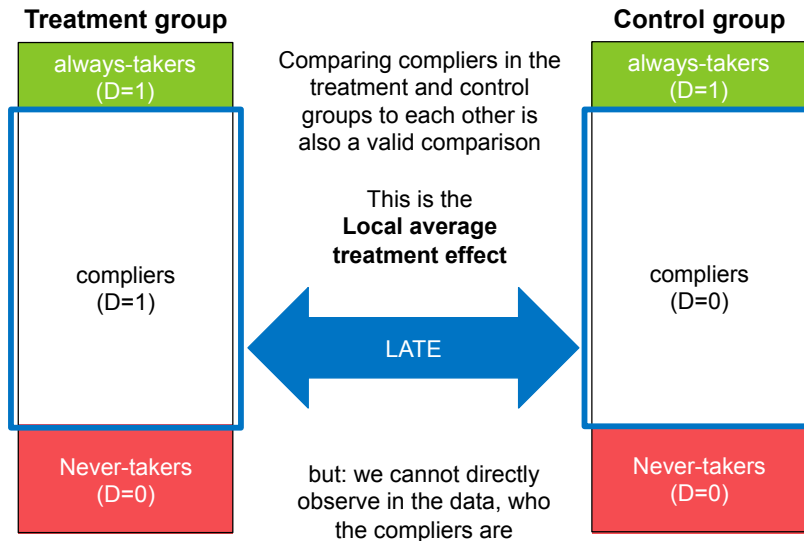 Treatment group
always-takers
(D=1)
compliers
(D=1)
Never-takers
(D=0)
Comparing compliers in the
treatment and control
groups to each other is
also a valid comparison
This is the
Local average
treatment effect
LATE
but: we cannot directly
observe in the data, who
the compliers are
Control group
always-takers
(D=1)
compliers
(D=0)
Never-takers
(D=0)